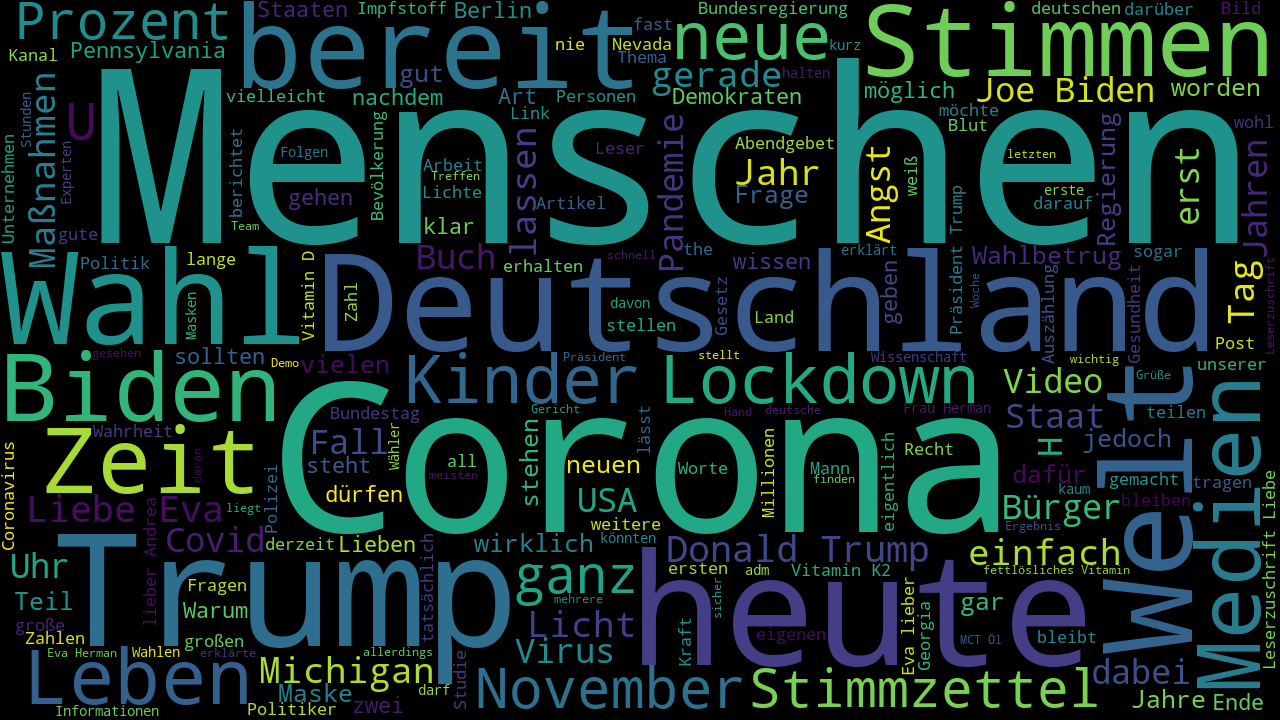 Prozent
bereit
Staaten
Impfstoff
Berlin
fast
neue
Bundesregierung
kurz
Stimmen
deutschen
darüber
Bild
Kanal
Pennsylvania
gut
nie
Nevada
Thema
gerade
halten
möglich
Joe Biden
worden
Stunden
Maßnahmen
U
vielleicht
nachdem
Art
Personen
Link
Demokraten
möchte
Blut
wohl
Menschen
Unternehmen
Experten
berichtet
Folgen
gehen
Bevölkerung
Arbeit
Treffen
Lichte
klar
lassen
Leser
Artikel
Pandemie
Abendgebet
Jahr
Frage
Angst
weiß
letzten
erste
darauf
Regierung
erst
Jahren
gute
Team
the
erklärt
Präsident Trump
Wahlbetrug
sogar
Wahl
Politik
lange
Masken
Vitamin D
Zahl
Deutschland
Buch
erhalten
schnell
davon
stellen
wissen
Gesetz
Land
geben
Woche
Auszählung
Gesundheit
Tag
Post
Leserzuschrift
gesehen
sollten
Demo
vielen
Kinder
Präsident
stellt
Lockdown
Wissenschaft
wichtig
Grüße
unserer
Biden
Video
Welt
Medien
Bundestag
Gericht
lässt
Hand
deutsche
Frau Herman
Staat
teilen
Zeit
Wahrheit
daran
Corona
Fall
steht
Wähler
all
meisten
stehen
neuen
Worte
Millionen
Mann
finden
eigentlich
Recht
H
jedoch
dafür
gemacht
tragen
Coronavirus
Polizei
dürfen
USA
weitere
kaum
Bürger
bleiben
Liebe Eva
liegt
lieber Andrea
Covid
derzeit
Lieben
tatsächlich
wirklich
könnten
Donald Trump
Ergebnis
einfach
Leserzuschrift Liebe
Uhr
Trump
Fragen
ganz
ersten
adm
Vitamin K2
fettlösliches Vitamin
Teil
Warum
mehrere
sicher
heute
gar
große
Zahlen
großen
Licht
Kraft
eigenen
Eva lieber
Georgia
MCT Öl
bleibt
Eva Herman
Wahlen
erklärte
allerdings
Virus
Leben
Michigan
darf
studie
November
Stimmzettel
dabei
Maske
Informationen
Politiker
zwei
Jahre
Ende